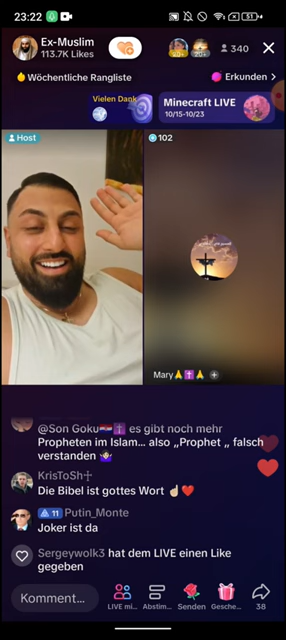 23:22
51
Ex-Muslim
113.7K Likes
340
Wöchentliche Rangliste
Erkunden >
Vielen Dank
Minecraft LIVE
10/15-10/23
Host
102
Mary🙏✝️🙏
@Son Goku🇭🇷✝️ es gibt noch mehr
Propheten im Islam... also „Prophet „ falsch
verstanden 🤷‍♀️
KrisToSh☨
Die Bibel ist gottes Wort ☝🏼❤️
11 Putin_Monte
Joker ist da
Sergeywolk3 hat dem LIVE einen Like
gegeben
Komment...
LIVE mi...
Abstim...
Senden
Gesche...
38